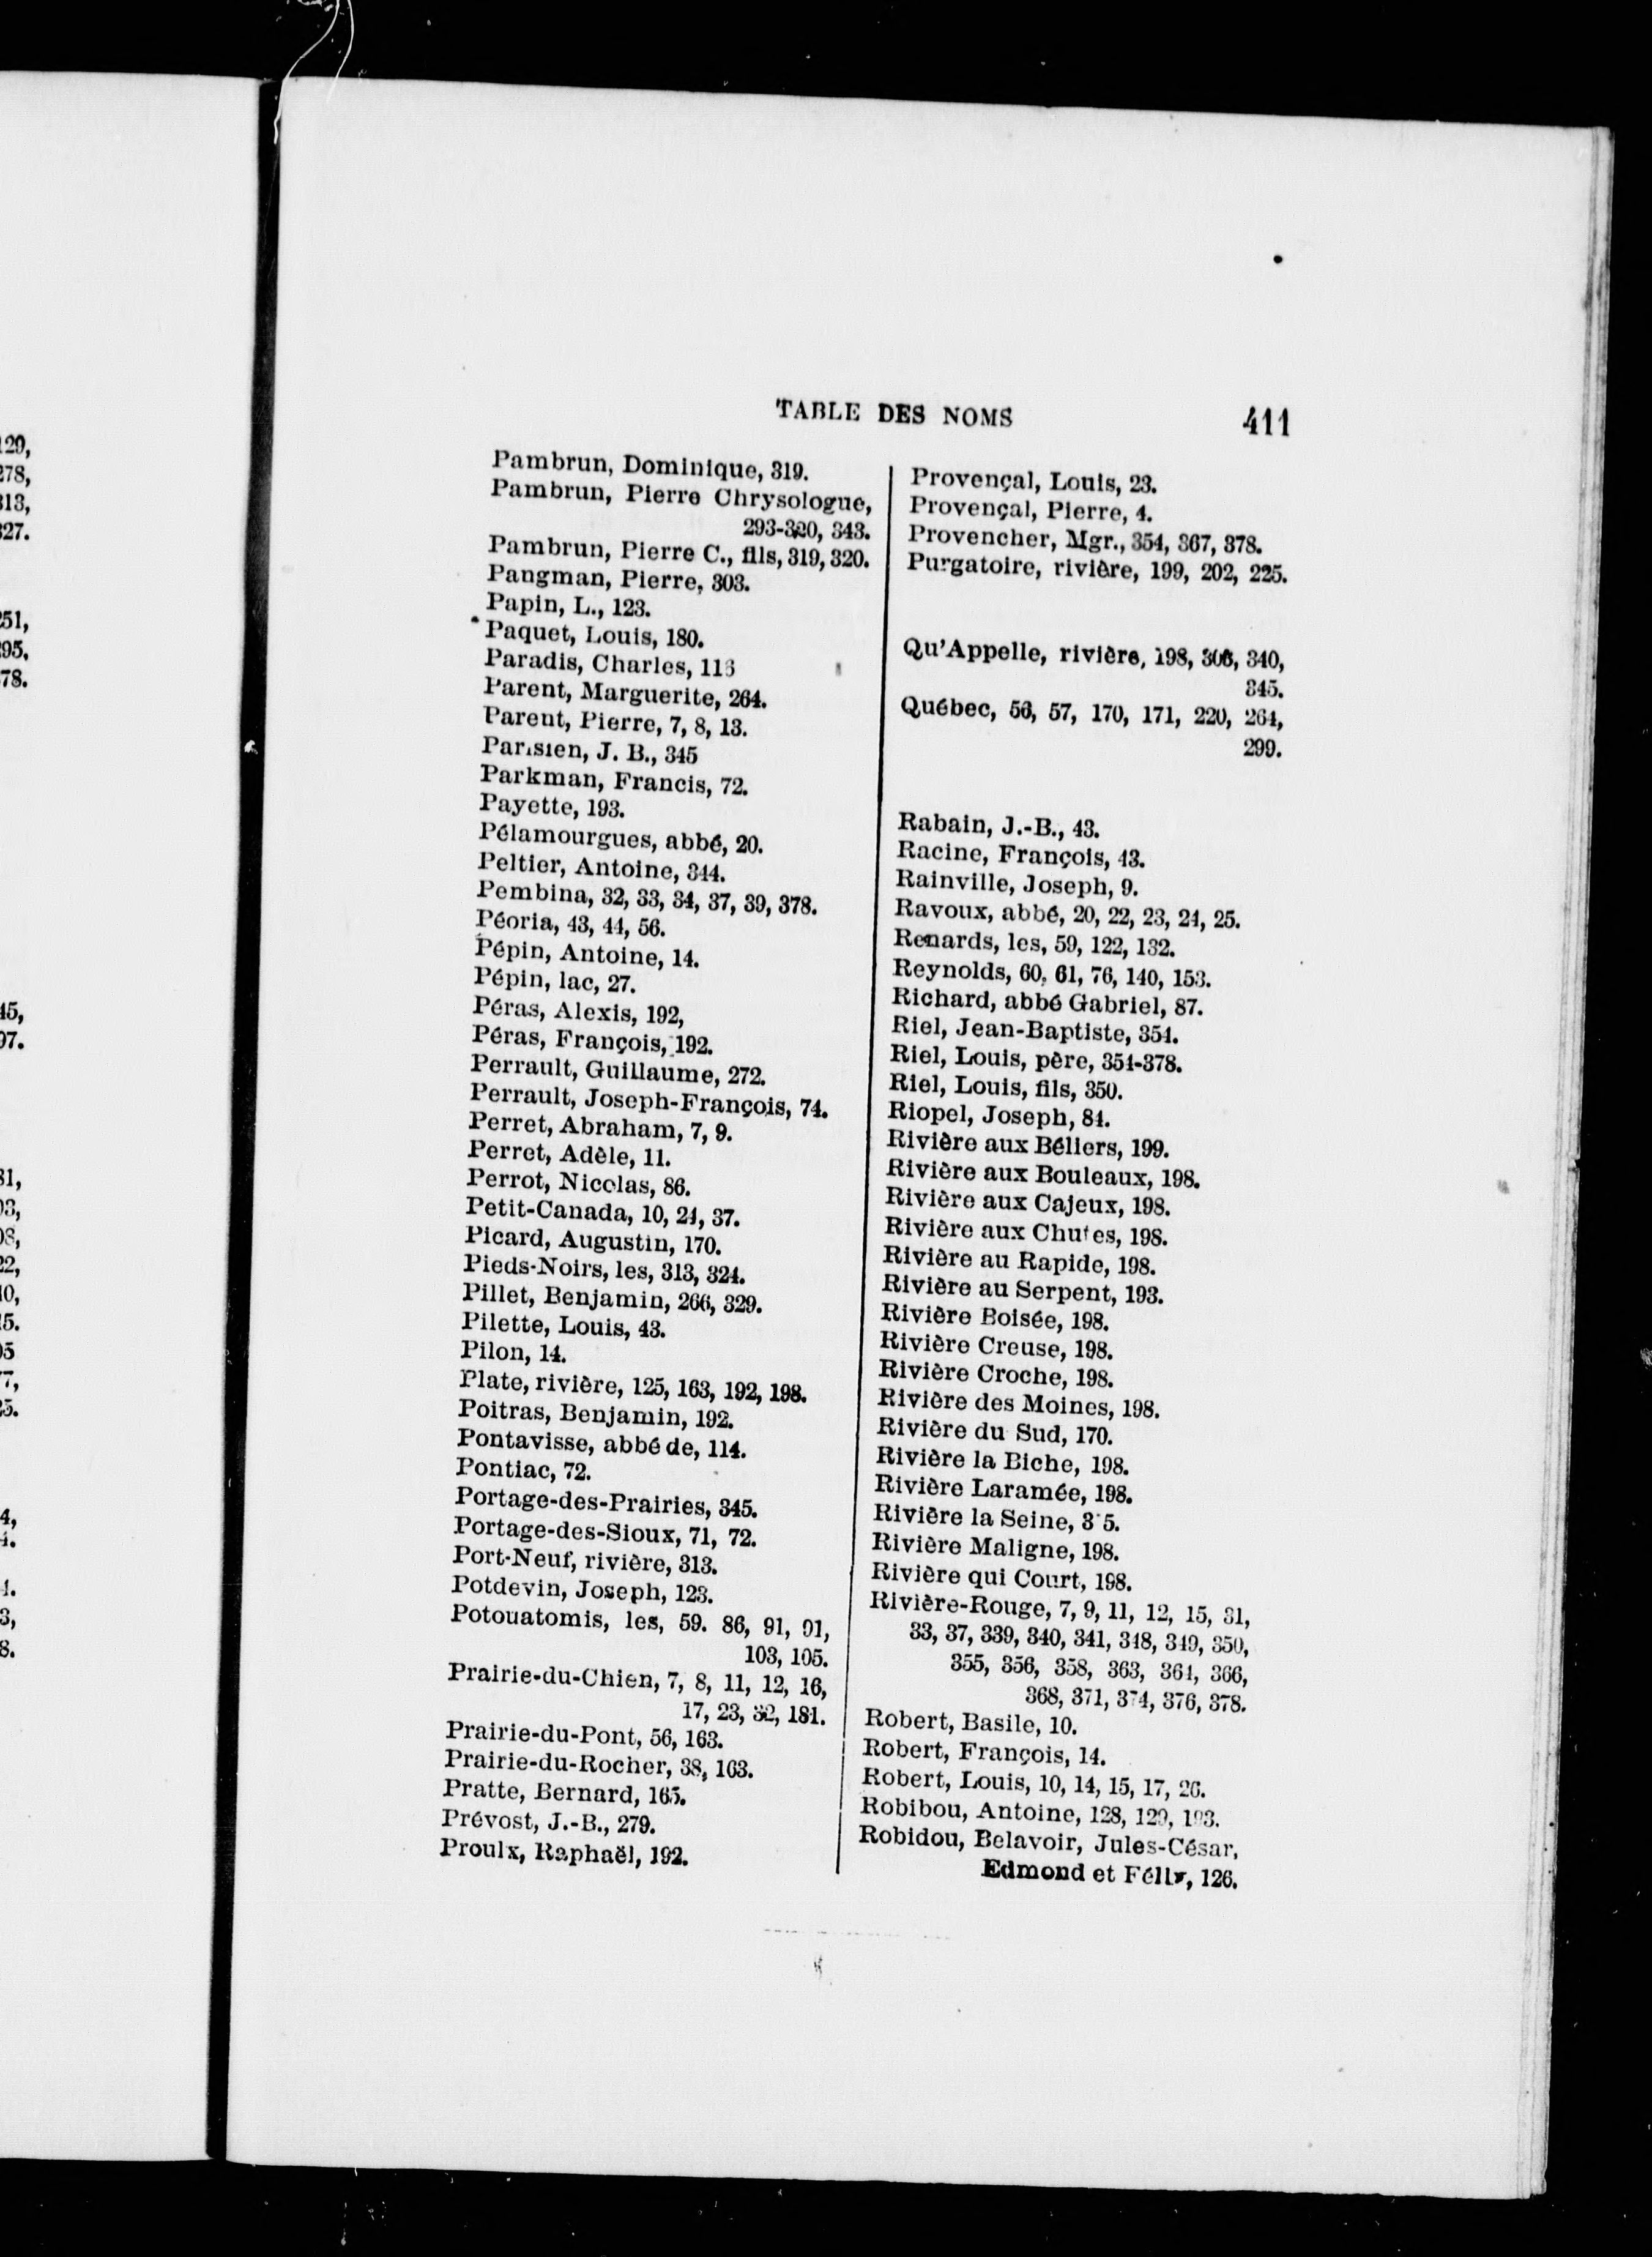 TABLE DES NOMS 411
Pambrun, Dominique, 319.
Pambrun, Pierre Chrysologue,
293-320, 343.
Pambrun, Pierre C., fils, 319, 320.
Pangman, Pierre, 303.
Papin, L., 123.
Paquet, Louis, 180.
Paradis, Charles, 113
Parent, Marguerite, 264.
Parent, Pierre, 7, 8, 13.
Parisien, J. B., 345
Parkman, Francis, 72.
Payette, 193.
Pélamourgues, abbé, 20.
Peltier, Antoine, 344.
Pembina, 32, 33, 34, 37, 39, 378.
Péoria, 43, 44, 56.
Pépin, Antoine, 14.
Pépin, lac, 27.
Péras, Alexis, 192,
Péras, François, 192.
Perrault, Guillaume, 272.
Perrault, Joseph-François, 74.
Perret, Abraham, 7, 9.
Perret, Adèle, 11.
Perrot, Nicolas, 86.
Petit-Canada, 10, 24, 37.
Picard, Augustin, 170.
Pieds-Noirs, les, 313, 324.
Pillet, Benjamin, 266, 329.
Pilette, Louis, 43.
Pilon, 14.
Plate, rivière, 125, 163, 192, 198.
Poitras, Benjamin, 192.
Pontavisse, abbé de, 114.
Pontiac, 72.
Portage-des-Prairies, 345.
Portage-des-Sioux, 71, 72.
Port-Neuf, rivière, 313.
Potdevin, Joseph, 123.
Potouatomis, les, 59. 86, 91, 91,
103, 105.
Prairie-du-Chien, 7, 8, 11, 12, 16,
17, 23, 32, 181.
Prairie-du-Pont, 56, 163.
Prairie-du-Rocher, 38, 163.
Pratte, Bernard, 165.
Prévost, J.-B., 279.
Proulx, Raphaël, 192.
Provençal, Louis, 23.
Provençal, Pierre, 4.
Provencher, Mgr., 354, 367, 378.
Purgatoire, rivière, 199, 202, 225.
Qu'Appelle, rivière, 198, 306, 340,
345.
Québec, 56, 57, 170, 171, 220, 264,
299.
Rabain, J.-B., 43.
Racine, François, 43.
Rainville, Joseph, 9.
Ravoux, abbé, 20, 22, 23, 24, 25.
Renards, les, 59, 122, 132.
Reynolds, 60, 61, 76, 140, 153.
Richard, abbé Gabriel, 87.
Riel, Jean-Baptiste, 354.
Riel, Louis, père, 354-378.
Riel, Louis, fils, 350.
Riopel, Joseph, 84.
Rivière aux Béliers, 199.
Rivière aux Bouleaux, 198.
Rivière aux Cajeux, 198.
Rivière aux Chutes, 198.
Rivière au Rapide, 198.
Rivière au Serpent, 193.
Rivière Boisée, 198.
Rivière Creuse, 198.
Rivière Croche, 198.
Rivière des Moines, 198.
Rivière du Sud, 170.
Rivière la Biche, 198.
Rivière Laramée, 198.
Rivière la Seine,
Rivière Maligne, 198.
Rivière qui Court, 198.
Rivière-Rouge, 7, 9, 11, 12, 15, 31,
33, 37, 339, 340, 341, 348, 349, 350,
355, 356, 358, 363, 364, 366,
368, 371, 374, 376, 378.
Robert, Basile, 10.
Robert, François, 14.
Robert, Louis, 10, 14, 15, 17, 26.
Robibou, Antoine, 128, 129, 193.
Robidou, Belavoir, Jules-César,
Edmond et Félix, 126.